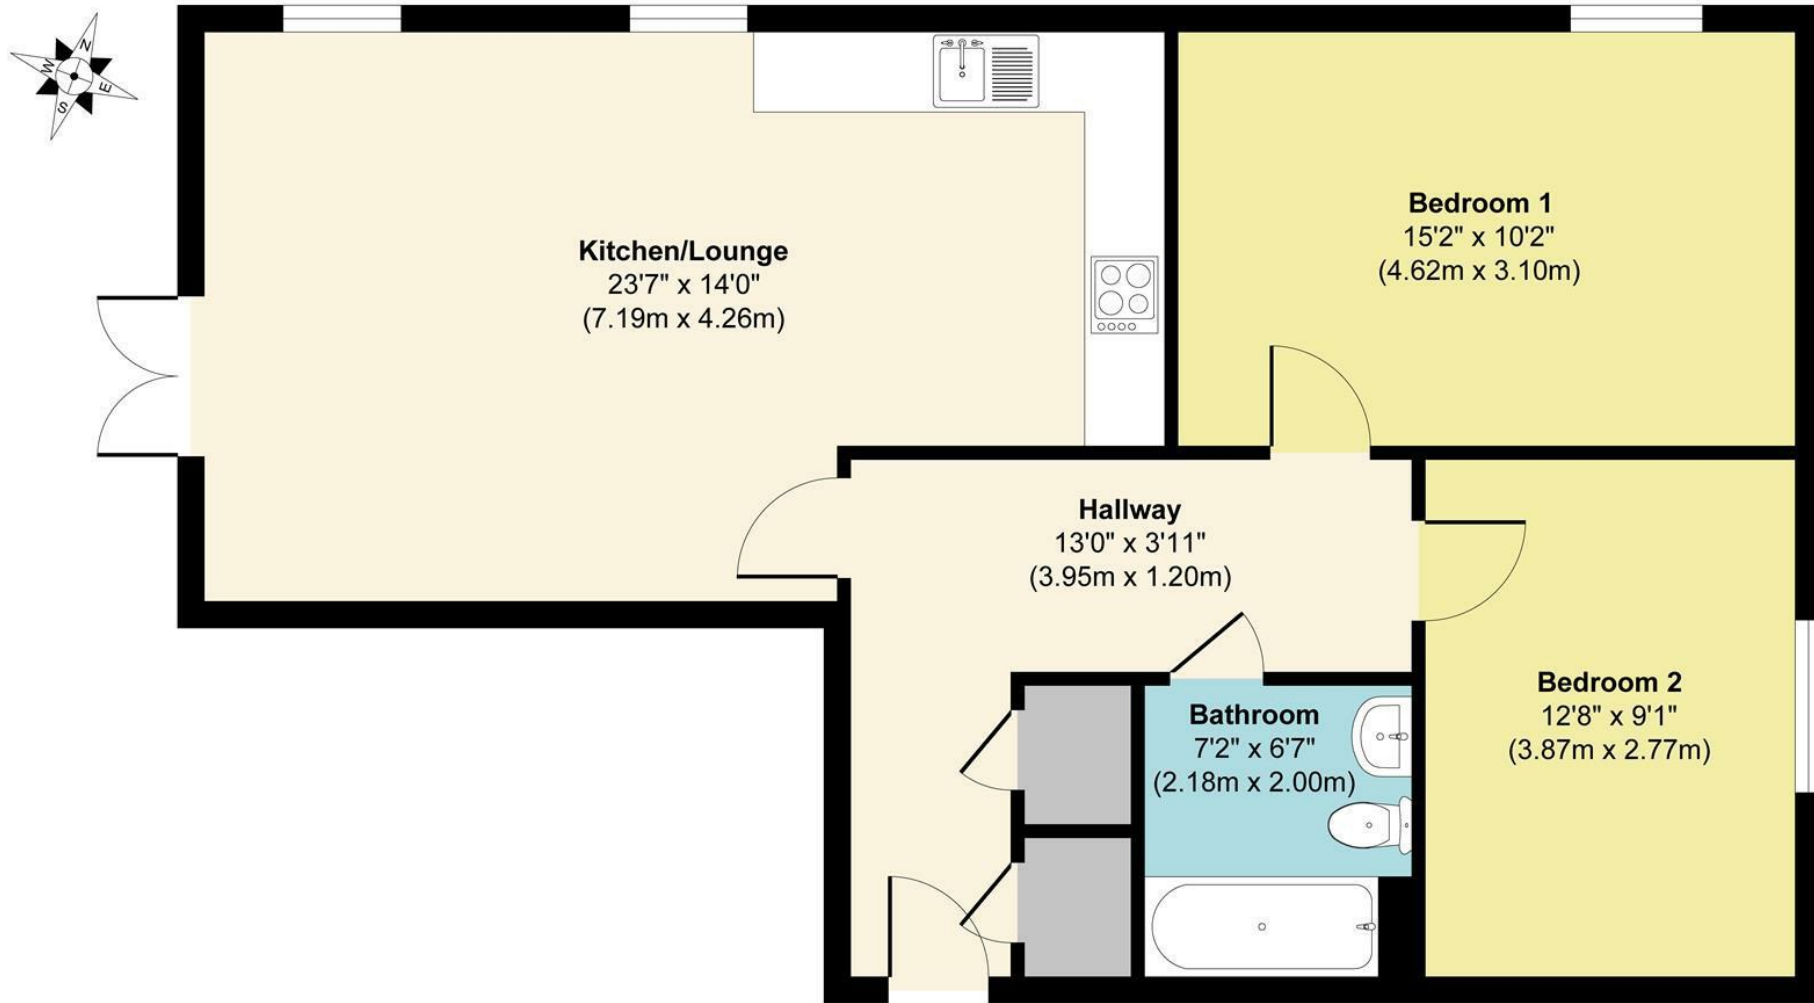 N
W
E
S
Kitchen/Lounge
23'7" x 14'0"
(7.19m x 4.26m)
Bedroom 1
15'2" x 10'2"
(4.62m x 3.10m)
Hallway
13'0" x 3'11"
(3.95m x 1.20m)
Bathroom
7'2" x 6'7"
(2.18m x 2.00m)
Bedroom 2
12'8" x 9'1"
(3.87m x 2.77m)